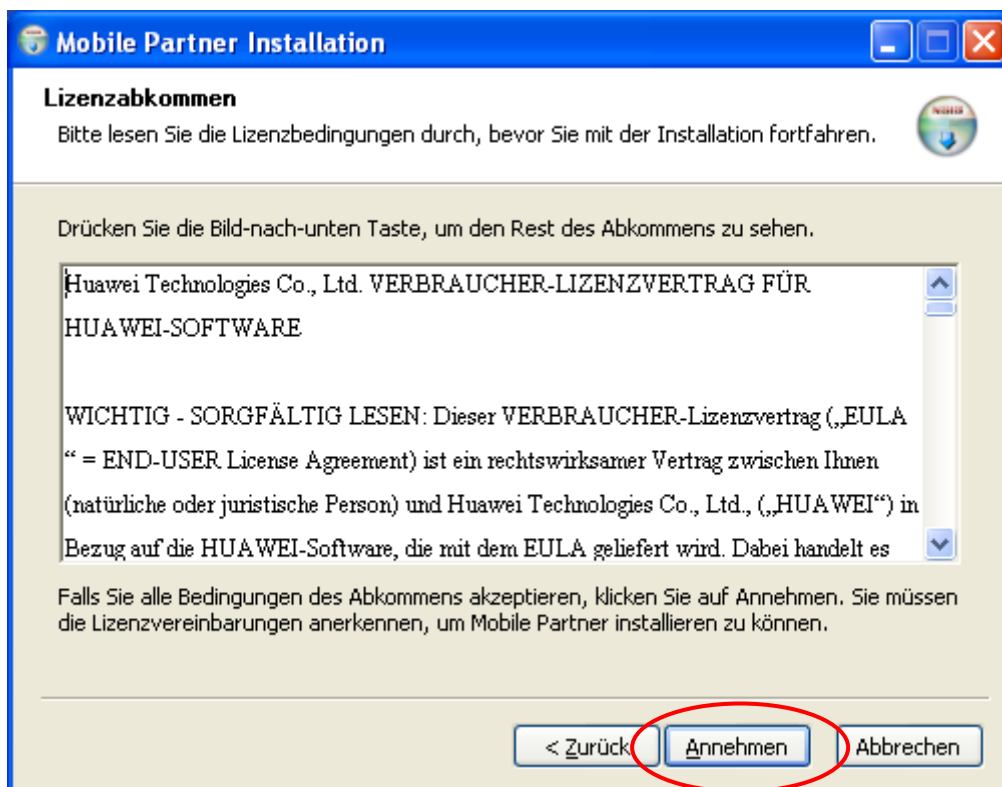 Mobile Partner Installation
Lizenzabkommen
Bitte lesen Sie die Lizenzbedingungen durch, bevor Sie mit der Installation fortfahren.
Drücken Sie die Bild-nach-unten Taste, um den Rest des Abkommens zu sehen.
Huawei Technologies Co., Ltd. VERBRAUCHER-LIZENZVERTRAG FÜR
HUAWEI-SOFTWARE
WICHTIG - SORGFÄLTIG LESEN: Dieser VERBRAUCHER-Lizenzvertrag („EULA
“ = END-USER License Agreement) ist ein rechtswirksamer Vertrag zwischen Ihnen
(natürliche oder juristische Person) und Huawei Technologies Co., Ltd., („HUAWEI“) in
Bezug auf die HUAWEI-Software, die mit dem EULA geliefert wird. Dabei handelt es
Falls Sie alle Bedingungen des Abkommens akzeptieren, klicken Sie auf Annehmen. Sie müssen
die Lizenzvereinbarungen anerkennen, um Mobile Partner installieren zu können.
< Zurück Annehmen Abbrechen